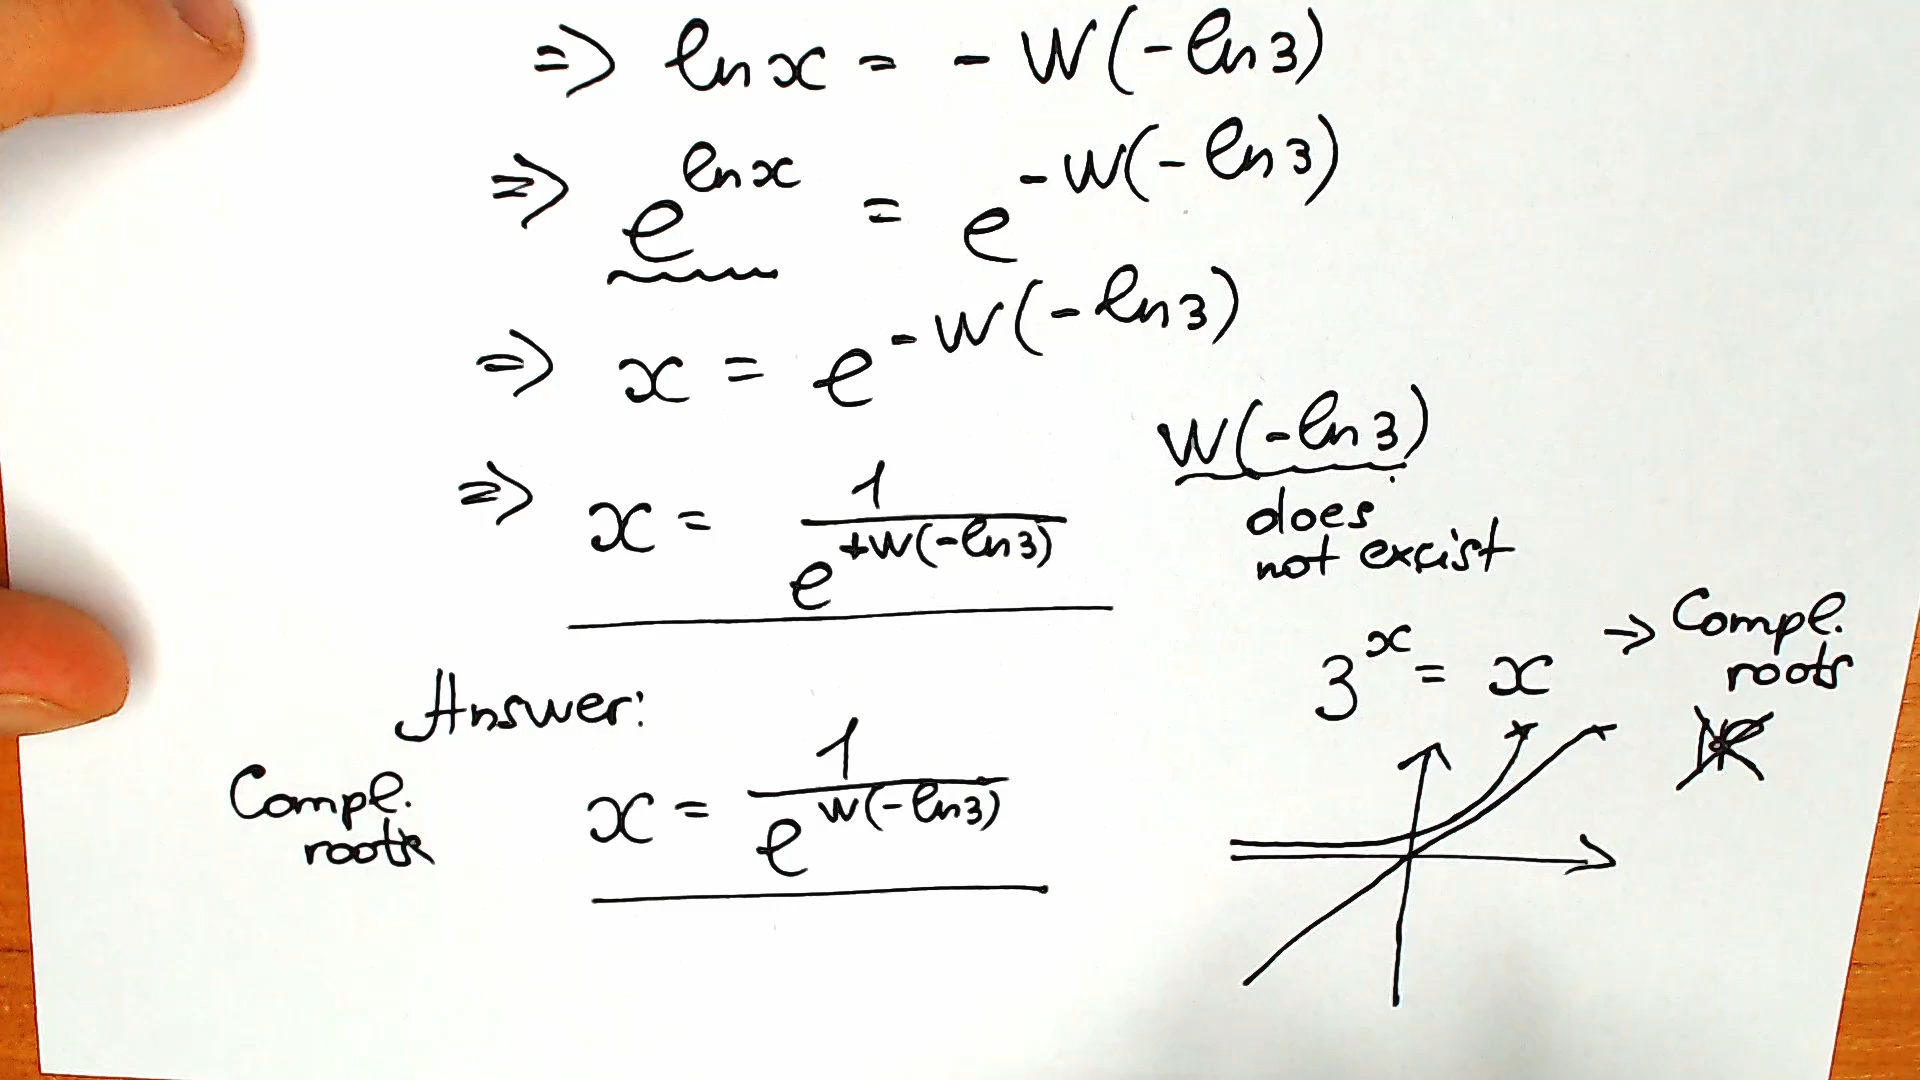 => ln x = - W(-ln 3)
=> e^{ln x} = e^{-W(-ln 3)}
=> x = e^{-W(-ln 3)}
=> x = 1/e^{+W(-ln 3)}
W(-ln 3)
does
not excist
3^x = x -> Compl.
roots
Answer:
Compl.
roots
x = 1/e^{W(-ln 3)}